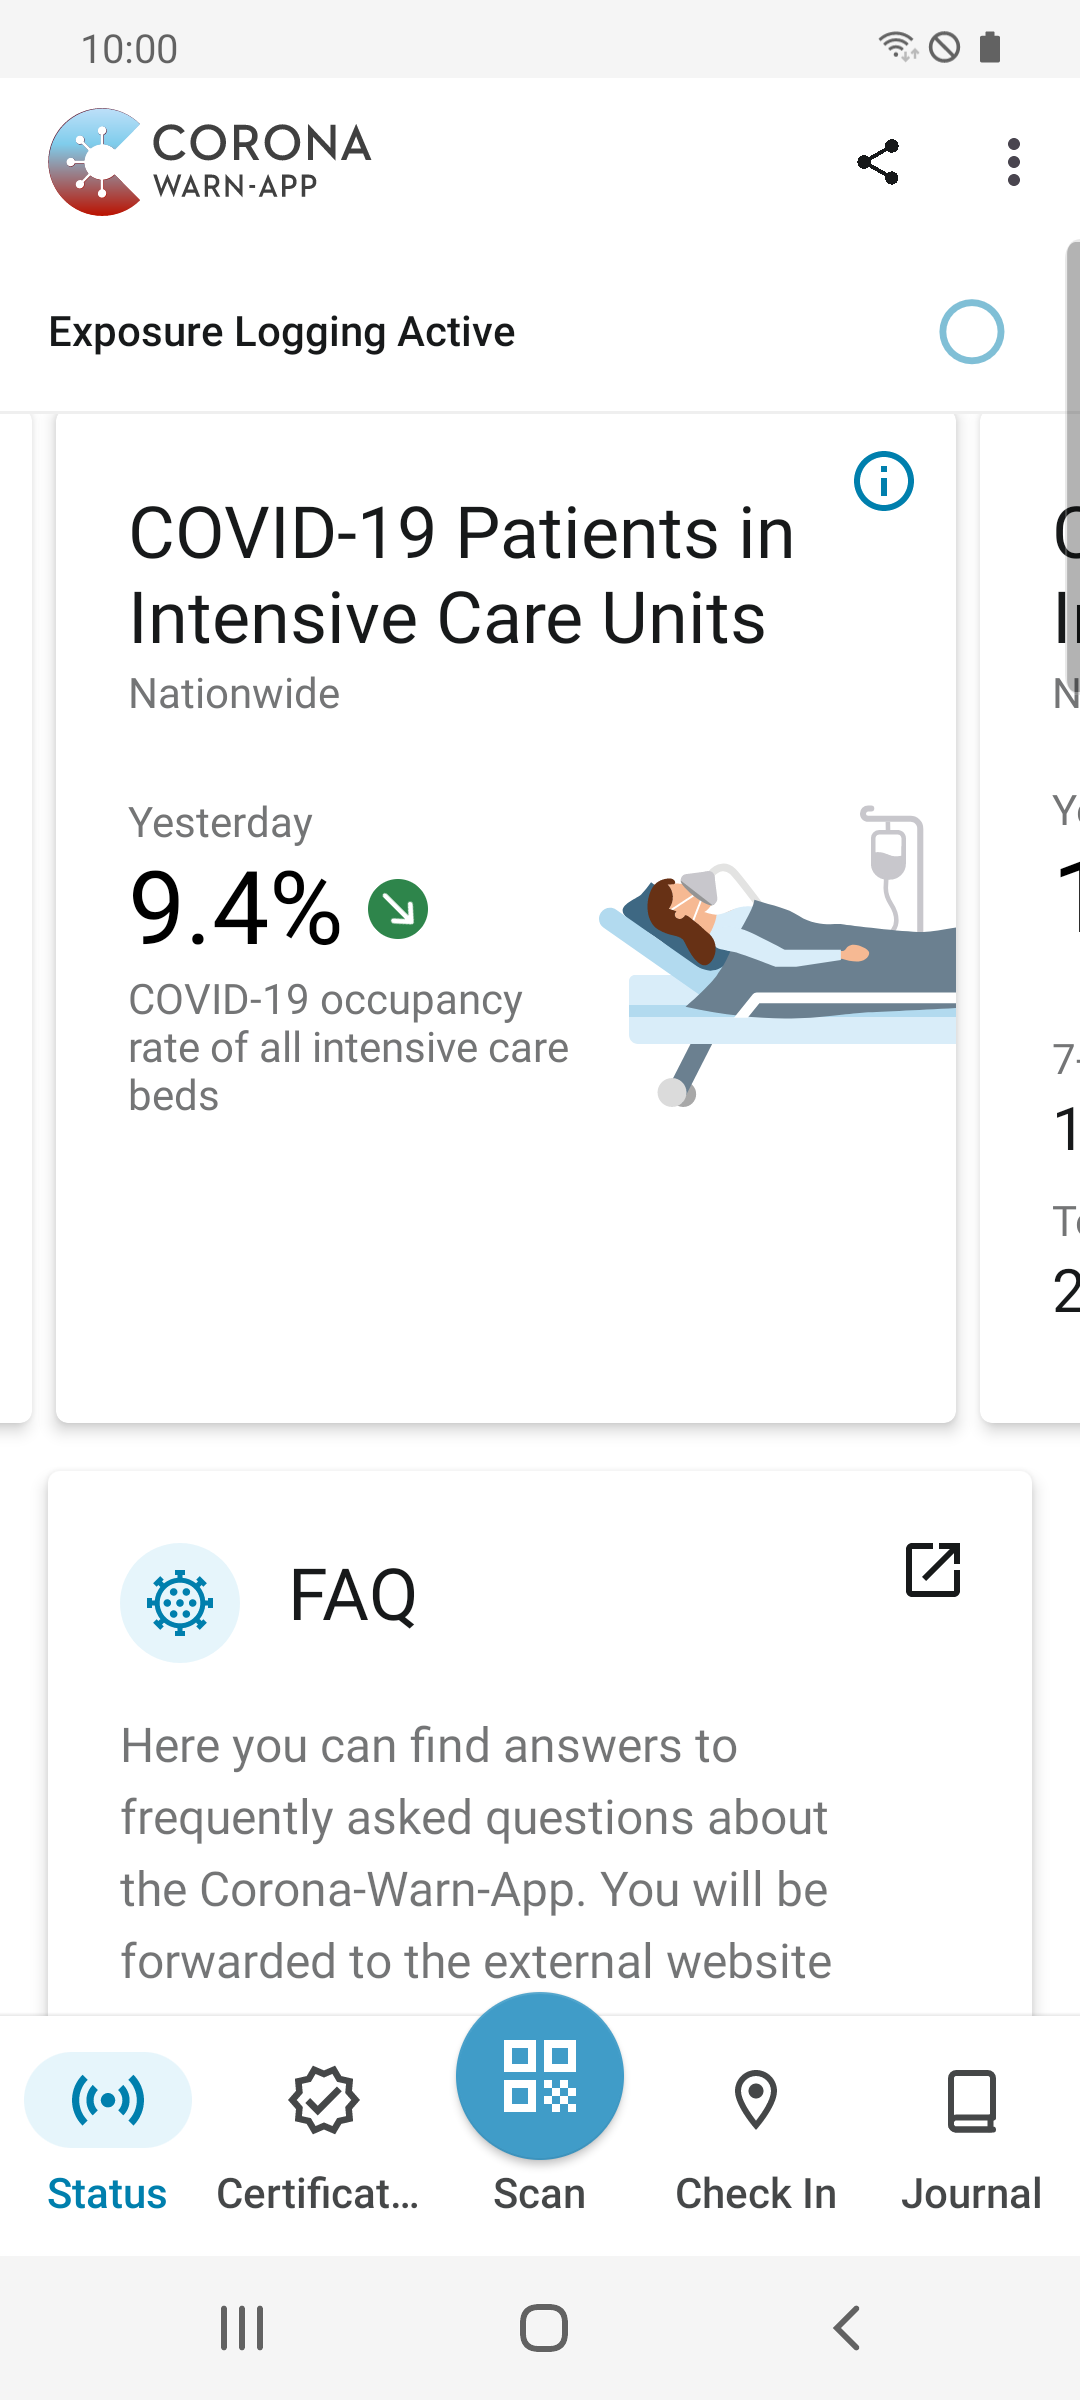 10:00
CORONA
WARN-APP
Exposure Logging Active
COVID-19 Patients in
Intensive Care Units
Nationwide
Yesterday
9.4%
COVID-19 occupancy
rate of all intensive care
beds
FAQ
Here you can find answers to
frequently asked questions about
the Corona-Warn-App. You will be
forwarded to the external website
Status
Certificat...
Scan
Check In
Journal